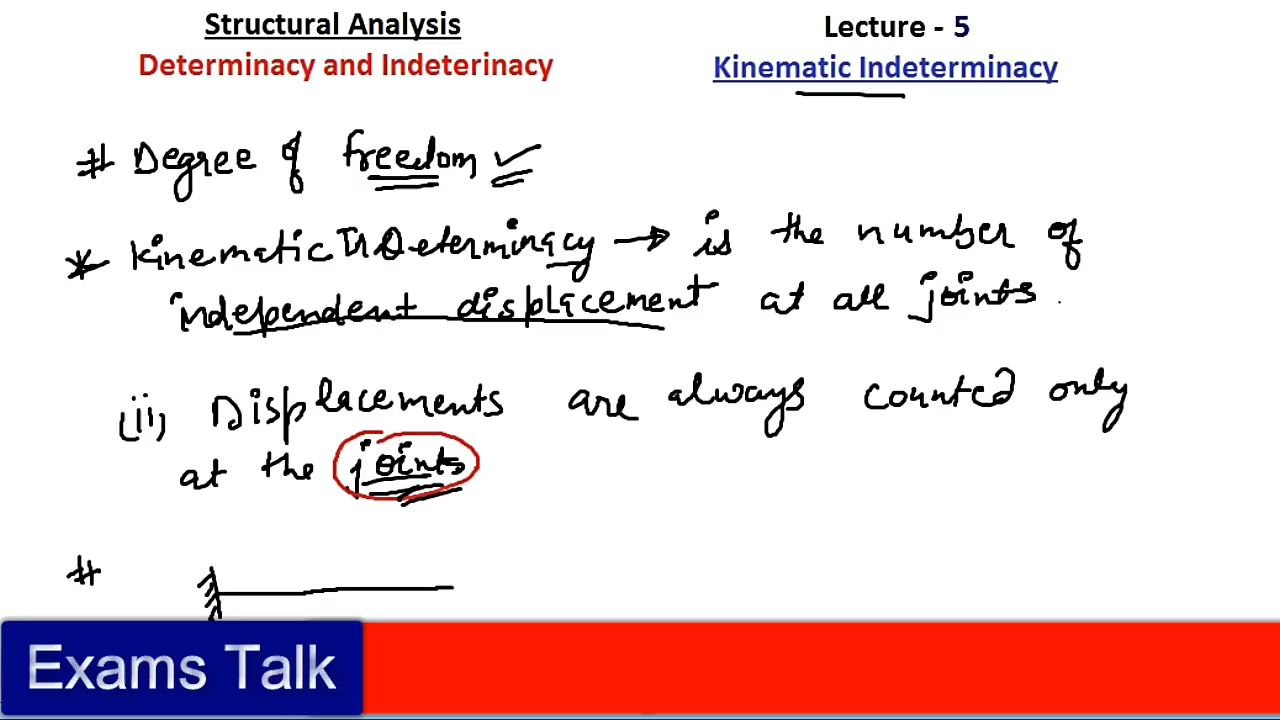 Structural Analysis
Determinacy and Indeterinacy
Lecture - 5
Kinematic Indeterminacy
# Degree of freedom ✓
* Kinematic InDeterminacy → is the number of
independent displacement at all joints
(ii) Displacements are always counted only
at the joints
#
Exams Talk